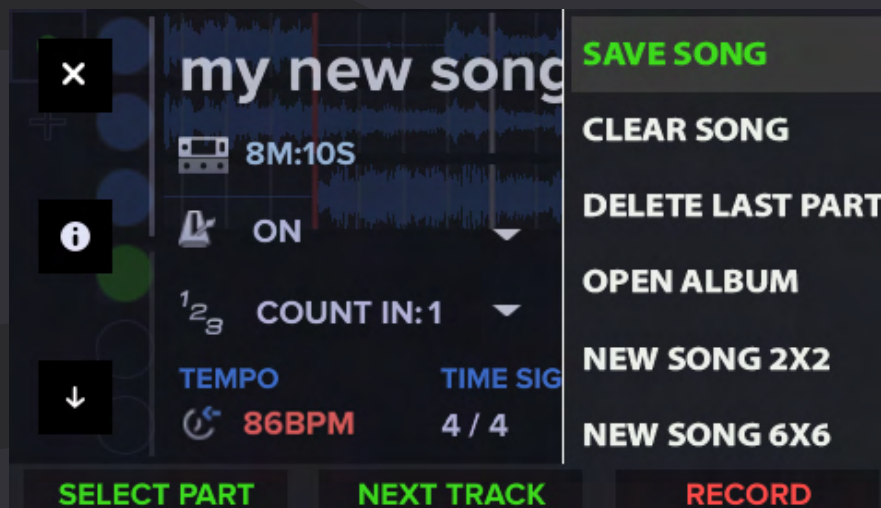 my new song
8M:10S
ON
123 COUNT IN:1
TEMPO TIME SIG
86BPM 4/4
SAVE SONG
CLEAR SONG
DELETE LAST PART
OPEN ALBUM
NEW SONG 2X2
NEW SONG 6X6
SELECT PART NEXT TRACK RECORD